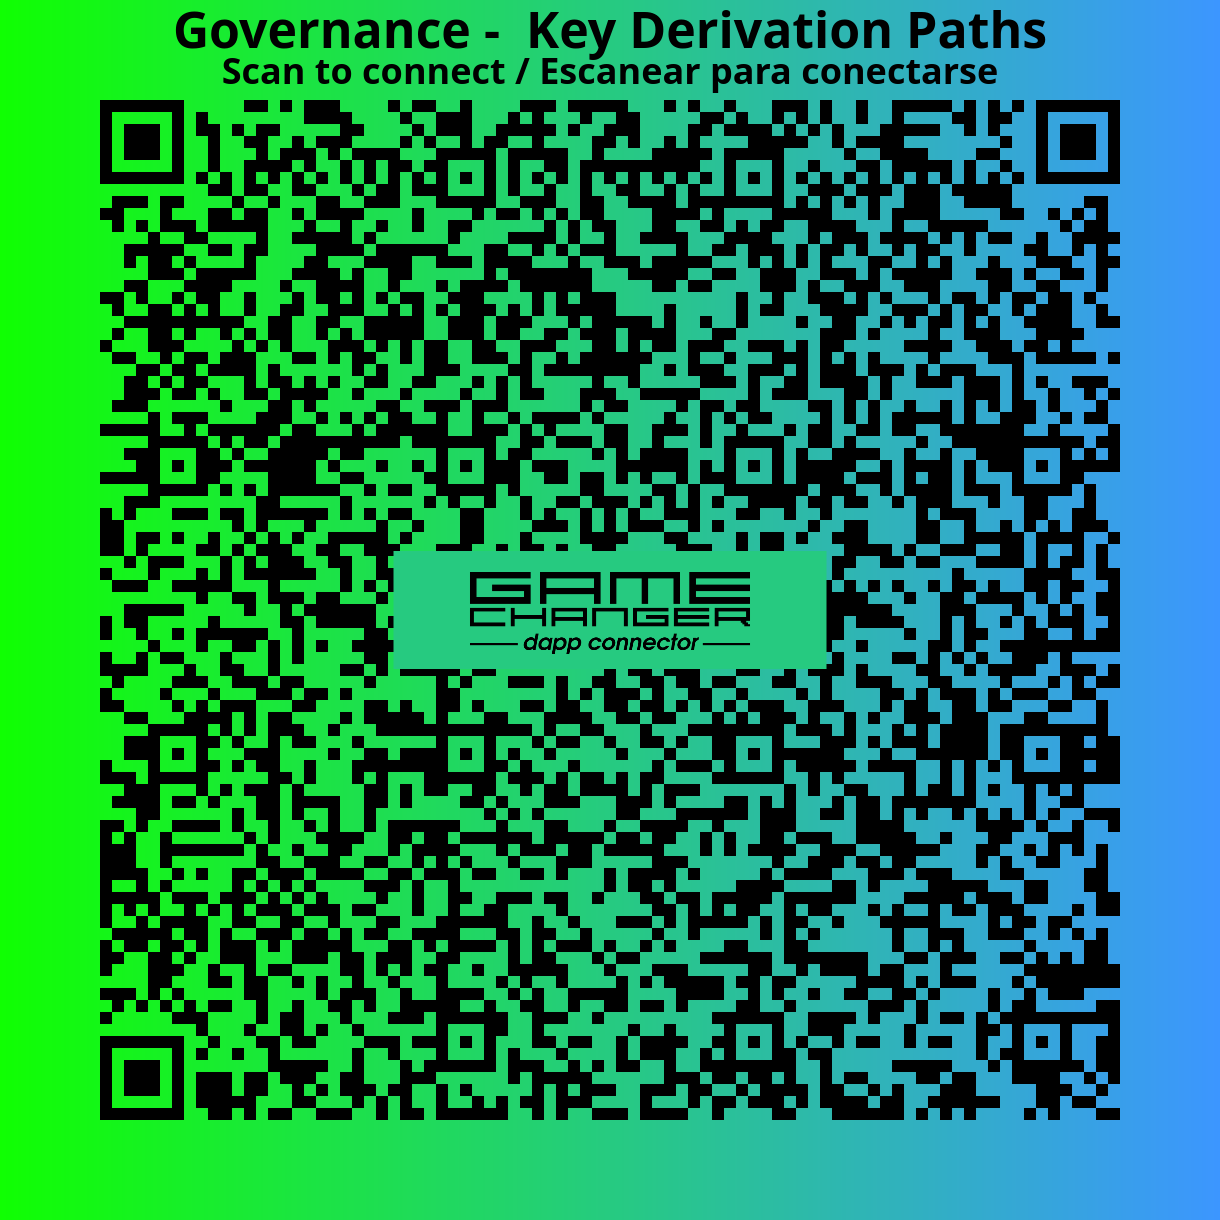 Governance -  Key Derivation Paths
Scan to connect / Escanear para conectarse
GAME
CHANGER
dapp connector